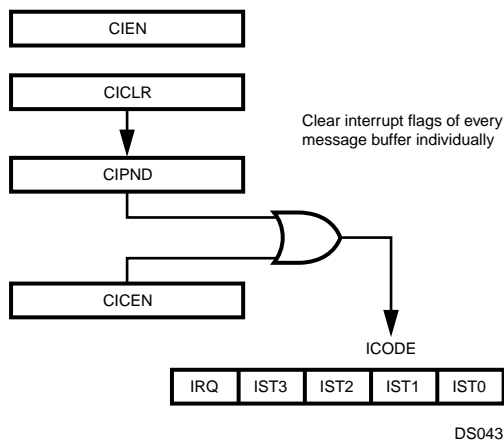 CIEN
CICLR
Clear interrupt flags of every
message buffer individually
CIPND
CICEN
ICODE
IRQ IST3 IST2 IST1 IST0
DS043